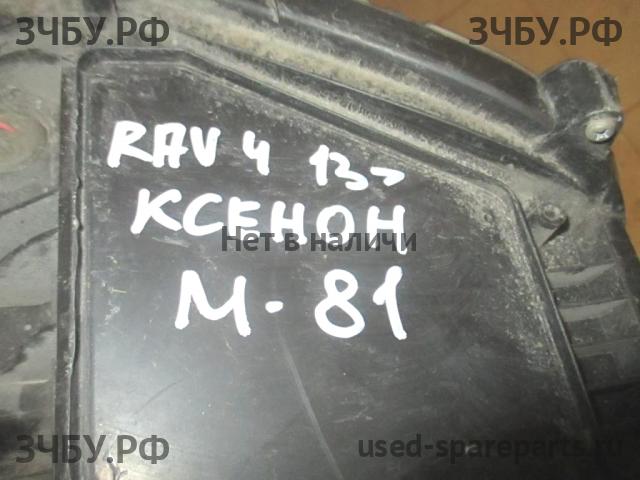 ЗЧБУ.РФ ЗЧБУ.РФ
RAV 4 13>
КСЕНОН
Нет в наличи
М-81
ЗЧБУ.РФ used-spareparts.ru